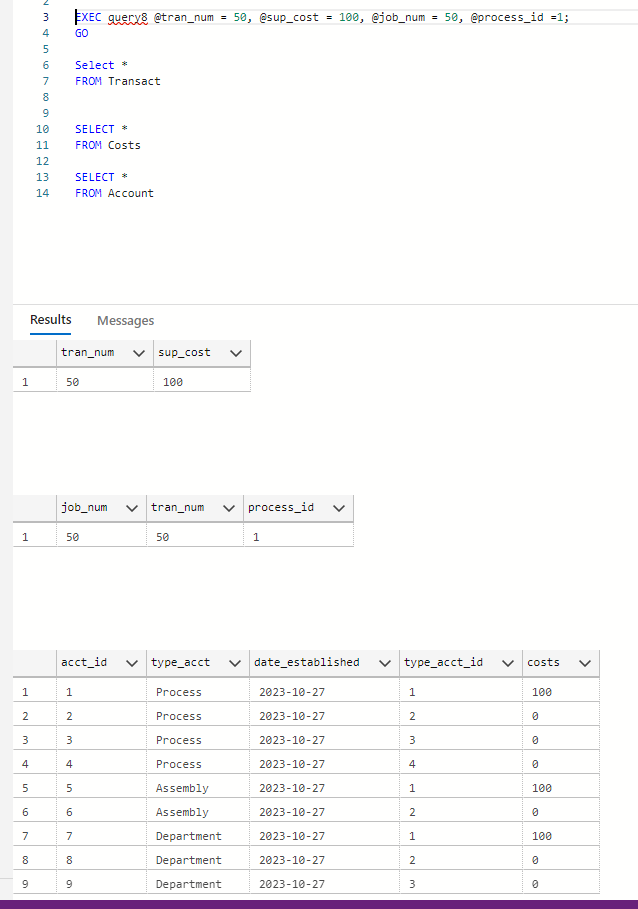 2
3 EXEC query8 @tran_num = 50, @sup_cost = 100, @job_num = 50, @process_id =1;
4 GO
5
6 Select *
7 FROM Transact
8
9
10 SELECT *
11 FROM Costs
12
13 SELECT *
14 FROM Account
Results Messages
tran_num sup_cost
1 50 100
job_num tran_num process_id
1 50 50 1
acct_id type_acct date_established type_acct_id costs
1 1 Process 2023-10-27 1 100
2 2 Process 2023-10-27 2 0
3 3 Process 2023-10-27 3 0
4 4 Process 2023-10-27 4 0
5 5 Assembly 2023-10-27 1 100
6 6 Assembly 2023-10-27 2 0
7 7 Department 2023-10-27 1 100
8 8 Department 2023-10-27 2 0
9 9 Department 2023-10-27 3 0